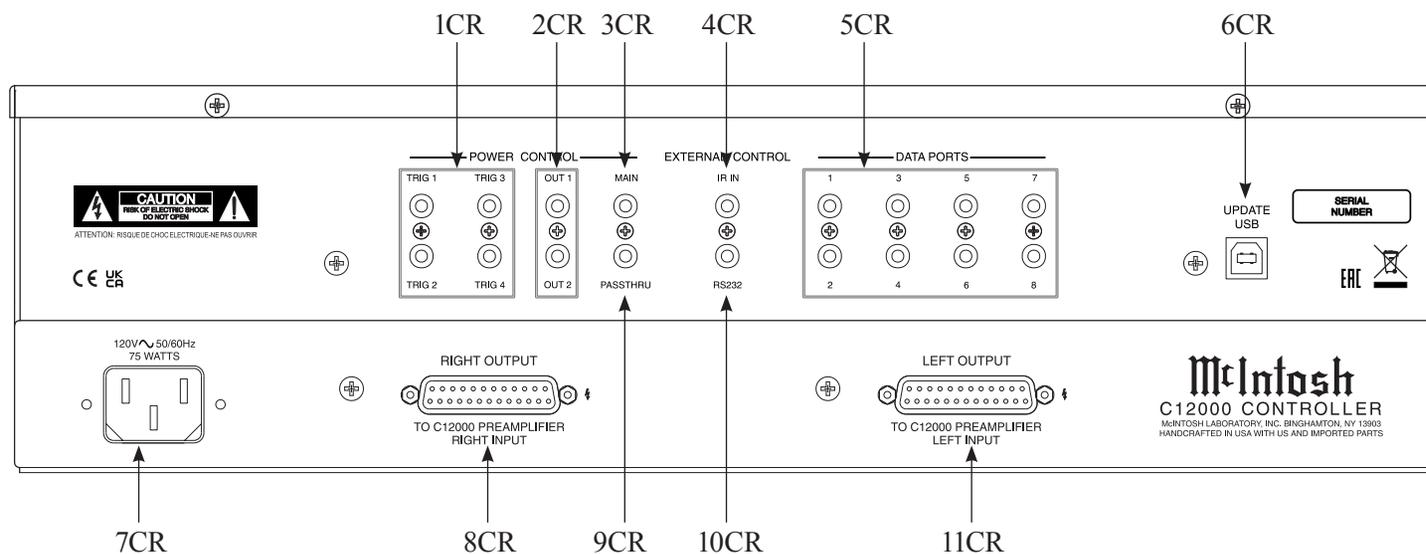 1CR 2CR 3CR 4CR 5CR 6CR
POWER CONTROL EXTERNAL CONTROL DATA PORTS
TRIG 1 TRIG 3 OUT 1 MAIN IR IN 1 3 5 7
CAUTION
RISK OF ELECTRIC SHOCK
DO NOT OPEN
ATTENTION: RISQUE DE CHOC ELECTRIQUE-NE PAS OUVRIR
UPDATE
USB
SERIAL
NUMBER
CE UK
CA
TRIG 2 TRIG 4 OUT 2 PASSTHRU RS232 2 4 6 8
EAC
120V 50/60Hz
75 WATTS
RIGHT OUTPUT
TO C12000 PREAMPLIFIER
RIGHT INPUT
LEFT OUTPUT
TO C12000 PREAMPLIFIER
LEFT INPUT
McIntosh
C12000 CONTROLLER
McINTOSH LABORATORY, INC. BINGHAMTON, NY 13903
HANDCRAFTED IN USA WITH US AND IMPORTED PARTS
7CR 8CR 9CR 10CR 11CR